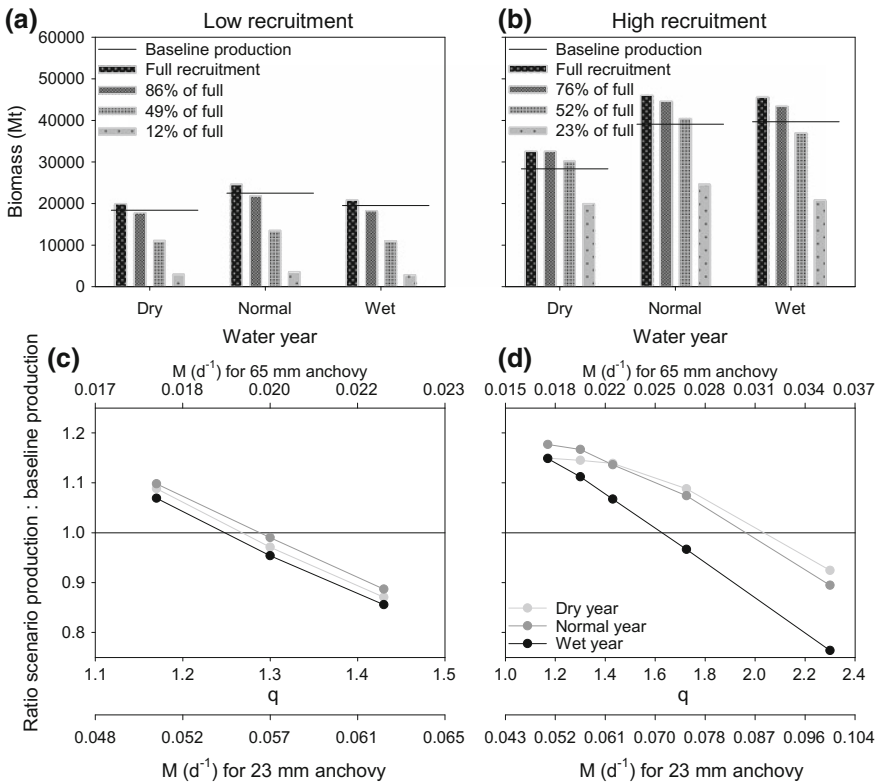 (a) Low recruitment
60000
50000
40000
30000
20000
10000
0
Biomass (Mt)
Baseline production
Full recruitment
86% of full
49% of full
12% of full
Dry Normal Wet
Water year
(b) High recruitment
Baseline production
Full recruitment
76% of full
52% of full
23% of full
Dry Normal Wet
Water year
(c) M (d⁻¹) for 65 mm anchovy
0.017 0.018 0.020 0.022 0.023
Ratio scenario production : baseline production
1.2
1.1
1.0
0.9
0.8
1.1 1.2 1.3 1.4 1.5
q
0.048 0.052 0.057 0.061 0.065
M (d⁻¹) for 23 mm anchovy
(d) M (d⁻¹) for 65 mm anchovy
0.015 0.018 0.022 0.025 0.028 0.031 0.034 0.037
Dry year
Normal year
Wet year
1.0 1.2 1.4 1.6 1.8 2.0 2.2 2.4
q
0.043 0.052 0.061 0.070 0.078 0.087 0.096 0.104
M (d⁻¹) for 23 mm anchovy